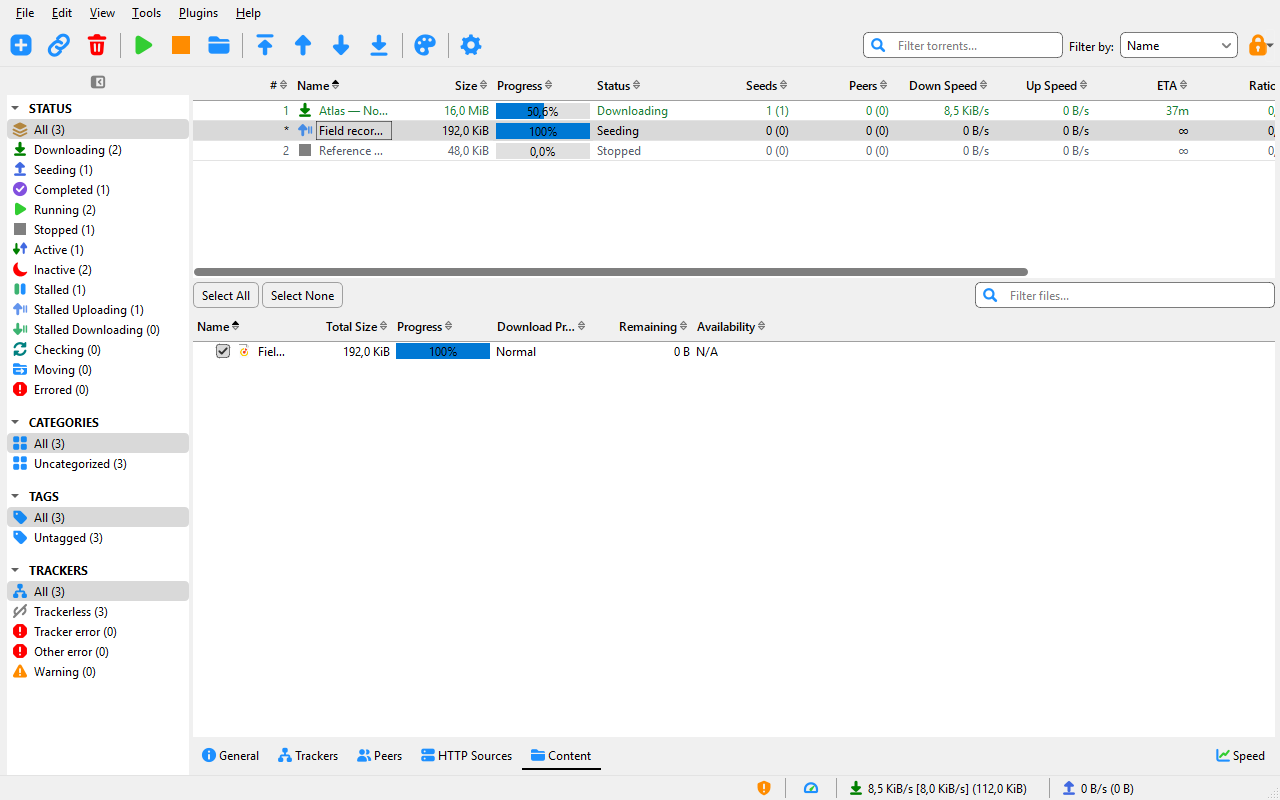 File Edit View Tools Plugins Help
Filter torrents... Filter by: Name
# Name Size Progress Status Seeds Peers Down Speed Up Speed ETA Ratio
1 Atlas — No... 16,0 MiB 50,6% Downloading 1 (1) 0 (0) 8,5 KiB/s 0 B/s 37m 0,
* Field recor... 192,0 KiB 100% Seeding 0 (0) 0 (0) 0 B/s 0 B/s ∞ 0,
2 Reference ... 48,0 KiB 0,0% Stopped 0 (0) 0 (0) 0 B/s 0 B/s ∞ 0,
STATUS
All (3)
Downloading (2)
Seeding (1)
Completed (1)
Running (2)
Stopped (1)
Active (1)
Inactive (2)
Stalled (1)
Stalled Uploading (1)
Stalled Downloading (0)
Checking (0)
Moving (0)
Errored (0)
CATEGORIES
All (3)
Uncategorized (3)
TAGS
All (3)
Untagged (3)
TRACKERS
All (3)
Trackerless (3)
Tracker error (0)
Other error (0)
Warning (0)
Select All Select None Filter files...
Name Total Size Progress Download Pr... Remaining Availability
Fiel... 192,0 KiB 100% Normal 0 B N/A
General Trackers Peers HTTP Sources Content Speed
8,5 KiB/s [8,0 KiB/s] (112,0 KiB) 0 B/s (0 B)